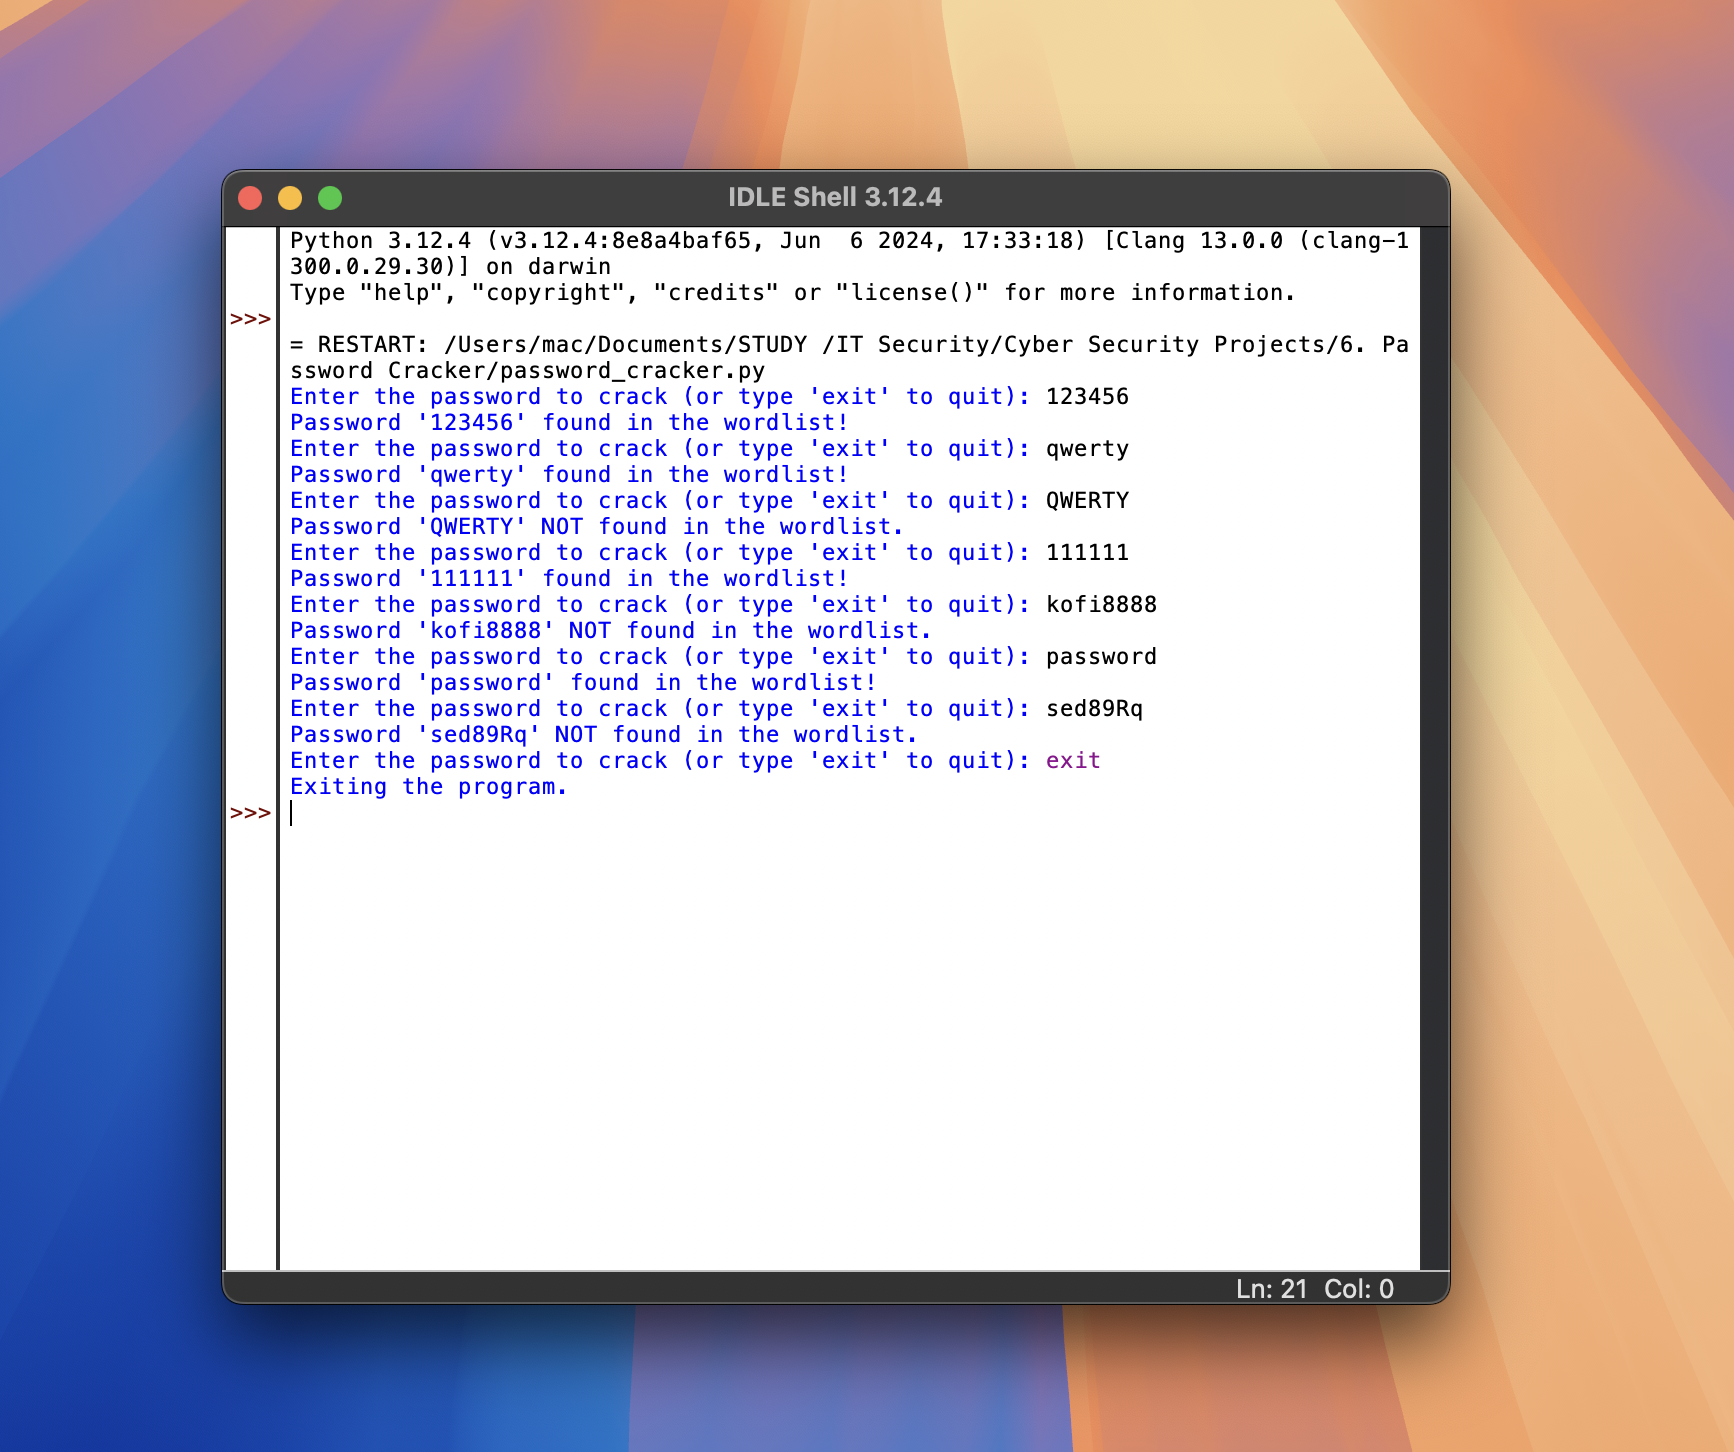 IDLE Shell 3.12.4
Python 3.12.4 (v3.12.4:8e8a4baf65, Jun  6 2024, 17:33:18) [Clang 13.0.0 (clang-1
300.0.29.30)] on darwin
Type "help", "copyright", "credits" or "license()" for more information.
>>>
= RESTART: /Users/mac/Documents/STUDY /IT Security/Cyber Security Projects/6. Pa
ssword Cracker/password_cracker.py
Enter the password to crack (or type 'exit' to quit): 123456
Password '123456' found in the wordlist!
Enter the password to crack (or type 'exit' to quit): qwerty
Password 'qwerty' found in the wordlist!
Enter the password to crack (or type 'exit' to quit): QWERTY
Password 'QWERTY' NOT found in the wordlist.
Enter the password to crack (or type 'exit' to quit): 111111
Password '111111' found in the wordlist!
Enter the password to crack (or type 'exit' to quit): kofi8888
Password 'kofi8888' NOT found in the wordlist.
Enter the password to crack (or type 'exit' to quit): password
Password 'password' found in the wordlist!
Enter the password to crack (or type 'exit' to quit): sed89Rq
Password 'sed89Rq' NOT found in the wordlist.
Enter the password to crack (or type 'exit' to quit): exit
Exiting the program.
>>>
Ln: 21  Col: 0